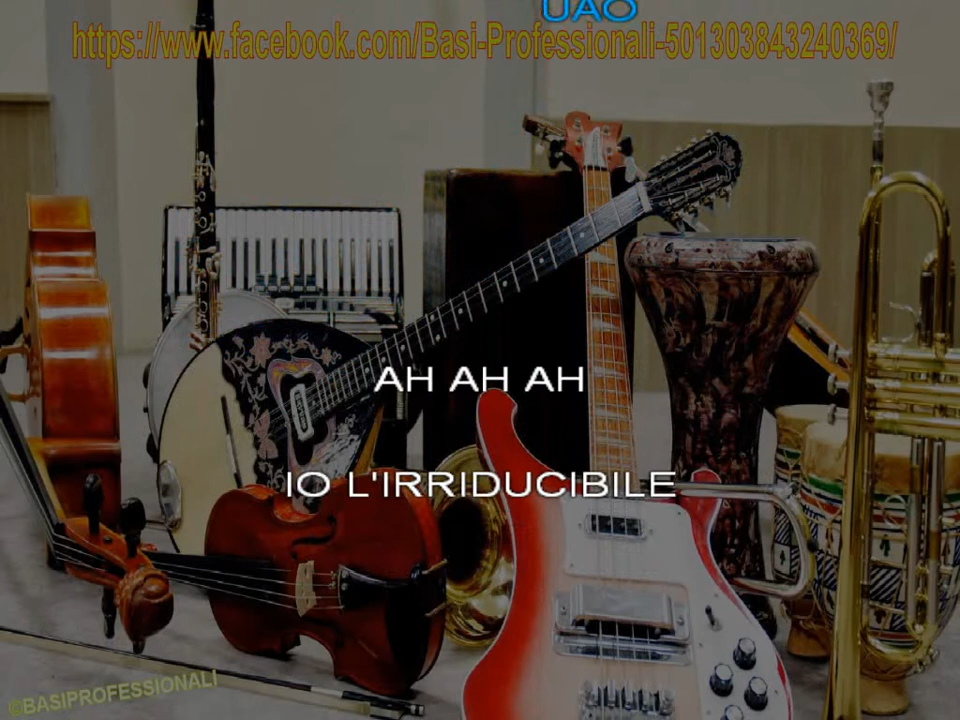 UAO
https://www.facebook.com/Basi-Professionali-501303843240369/
AH AH AH
IO L'IRRIDUCIBILE
©BASIPROFESSIONALI